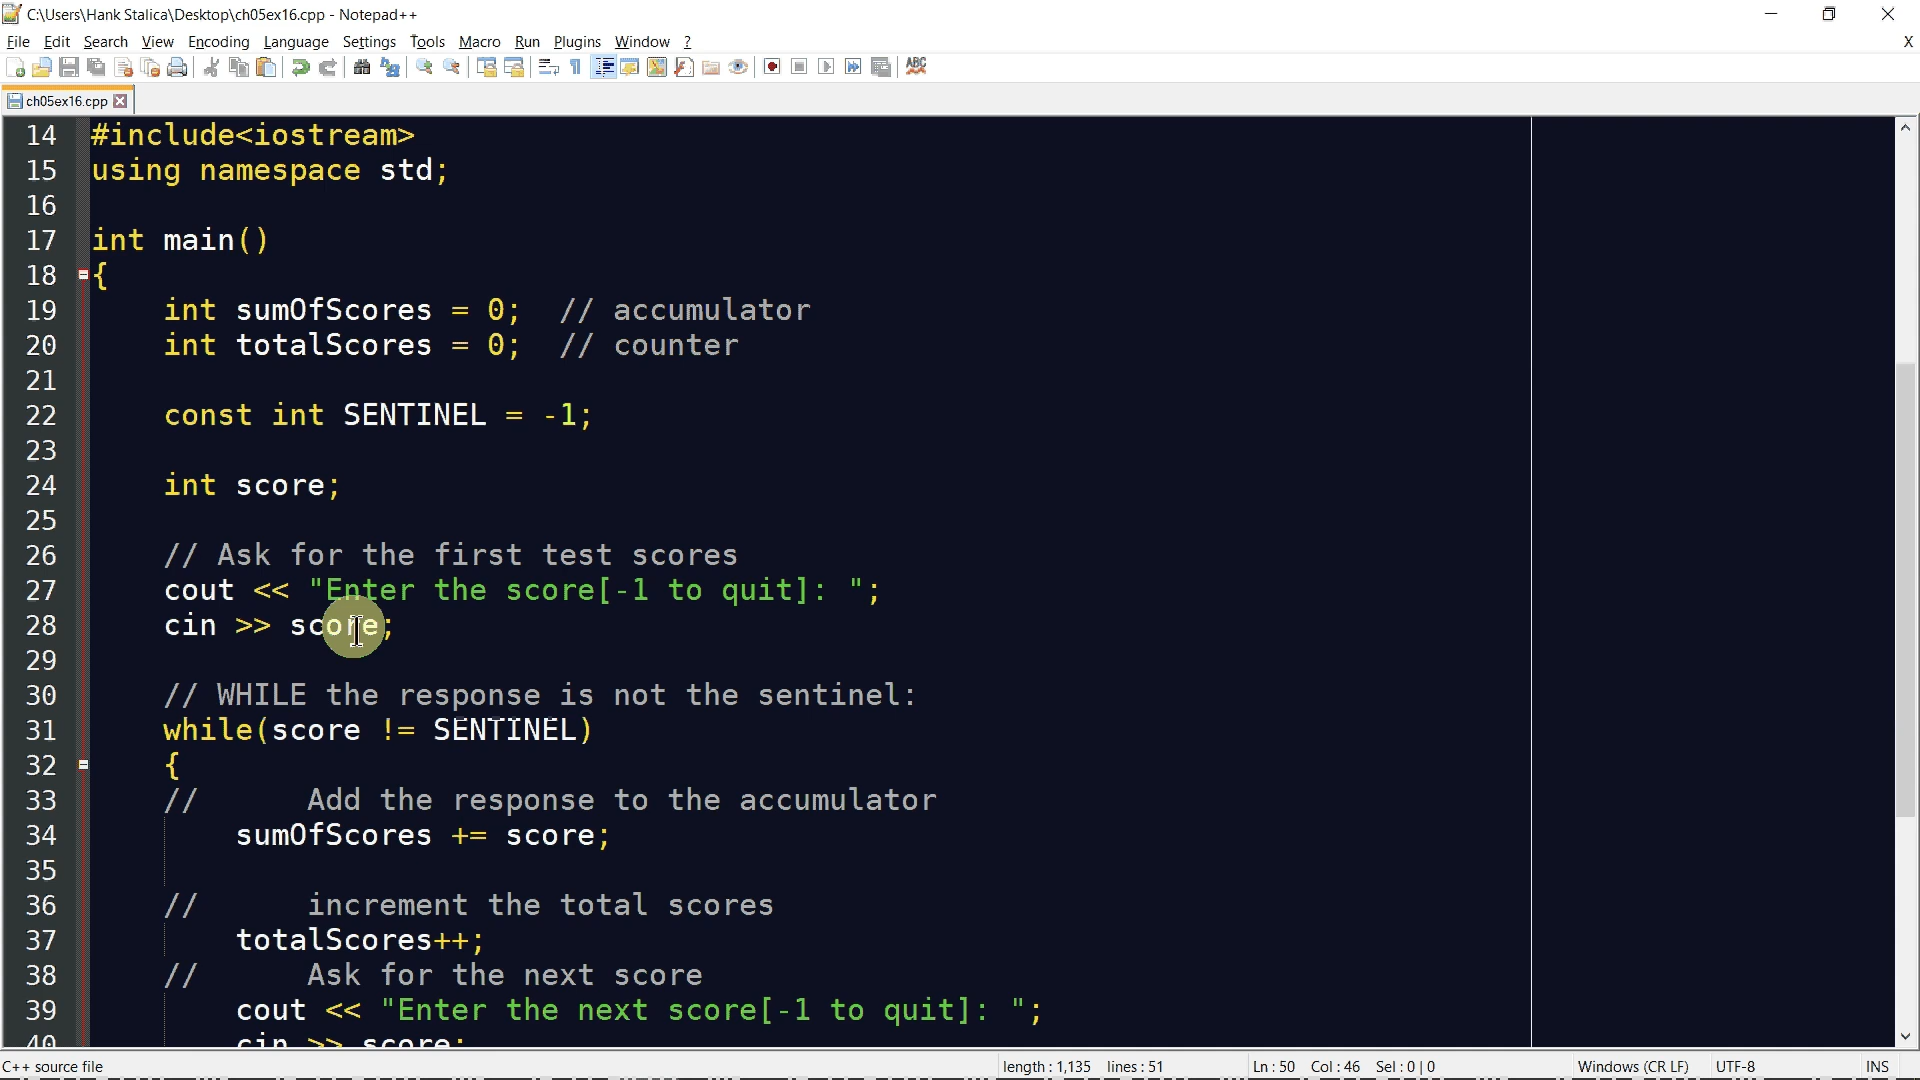 C:\Users\Hank Stalica\Desktop\ch05ex16.cpp - Notepad++
File Edit Search View Encoding Language Settings Tools Macro Run Plugins Window ? X
ABC
ch05ex16.cpp
14 #include<iostream>
15 using namespace std;
16
17 int main()
18 {
19 int sumOfScores = 0; // accumulator
20 int totalScores = 0; // counter
21
22 const int SENTINEL = -1;
23
24 int score;
25
26 // Ask for the first test scores
27 cout << "Enter the score[-1 to quit]: ";
28 cin >> score;
29
30 // WHILE the response is not the sentinel:
31 while(score != SENTINEL)
32 {
33 // Add the response to the accumulator
34 sumOfScores += score;
35
36 // increment the total scores
37 totalScores++;
38 // Ask for the next score
39 cout << "Enter the next score[-1 to quit]: ";
40 cin >> score;
C++ source file length : 1,135 lines : 51 Ln : 50 Col : 46 Sel : 0 | 0 Windows (CR LF) UTF-8 INS